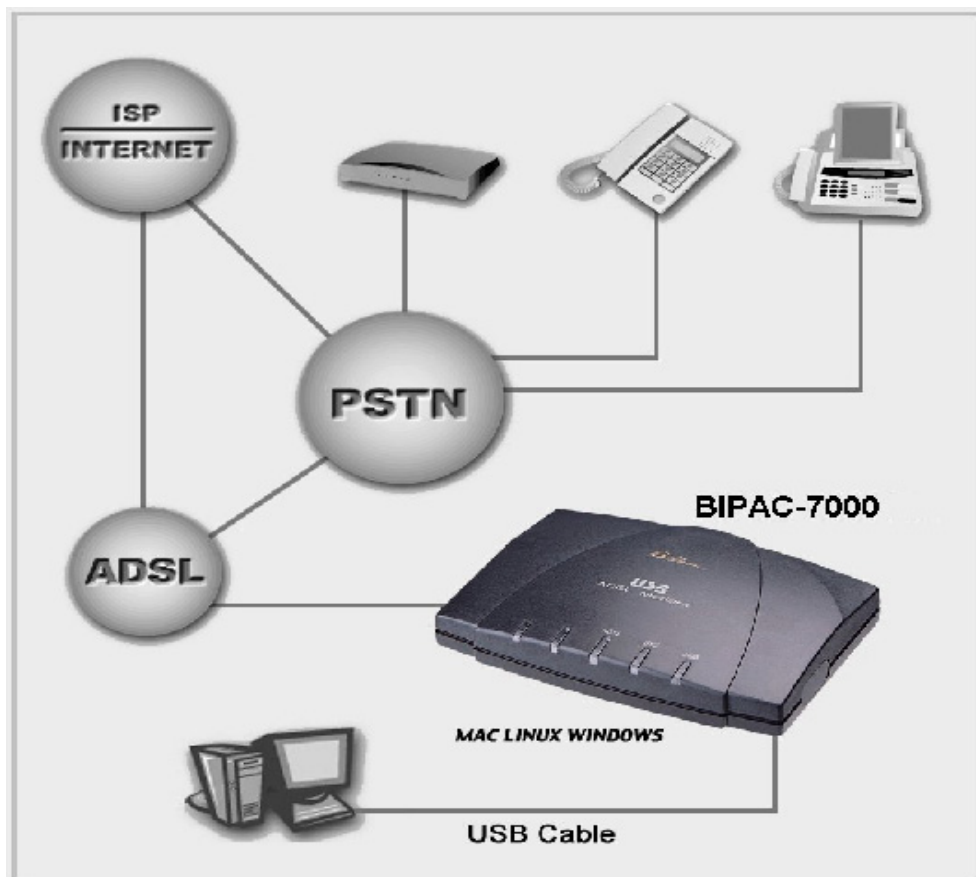 ISP
INTERNET
PSTN
BIPAC-7000
ADSL
USB
MAC LINUX WINDOWS
USB Cable